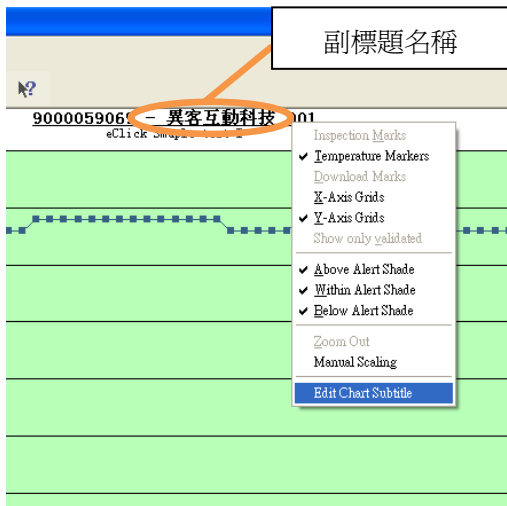 副標題名稱
9000059069 - 異客互動科技 001
eClick
Inspection Marks
Temperature Markers
Download Marks
X-Axis Grids
Y-Axis Grids
Show only validated
Above Alert Shade
Within Alert Shade
Below Alert Shade
Zoom Out
Manual Scaling
Edit Chart Subtitle